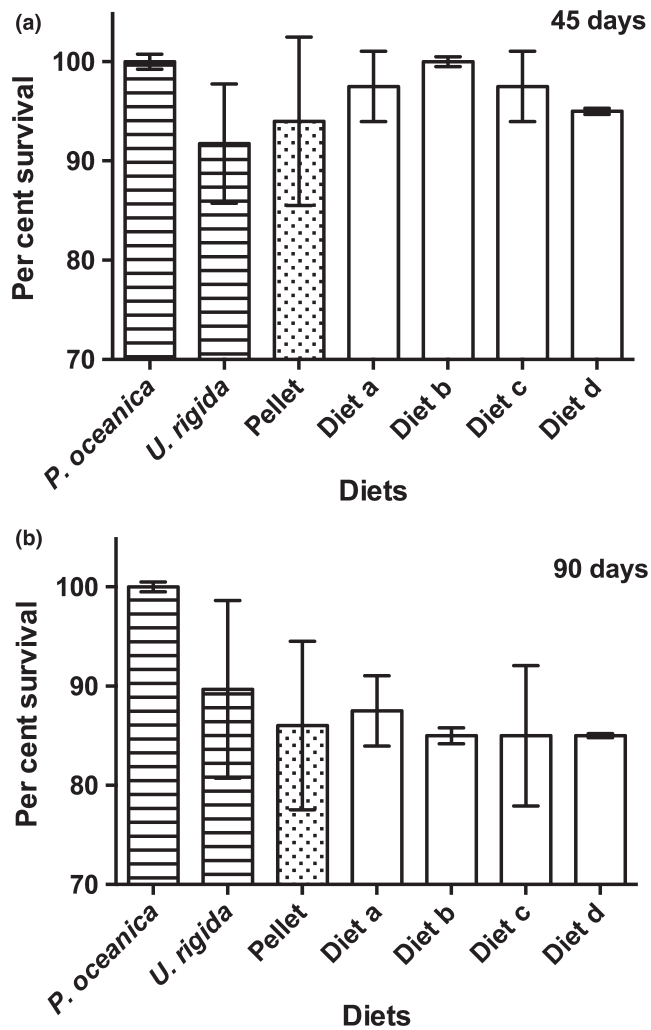 (a)
45 days
Per cent survival
100
90
80
70
P. oceanica
U. rigida
Pellet
Diet a
Diet b
Diet c
Diet d
Diets
(b)
90 days
Per cent survival
100
90
80
70
P. oceanica
U. rigida
Pellet
Diet a
Diet b
Diet c
Diet d
Diets